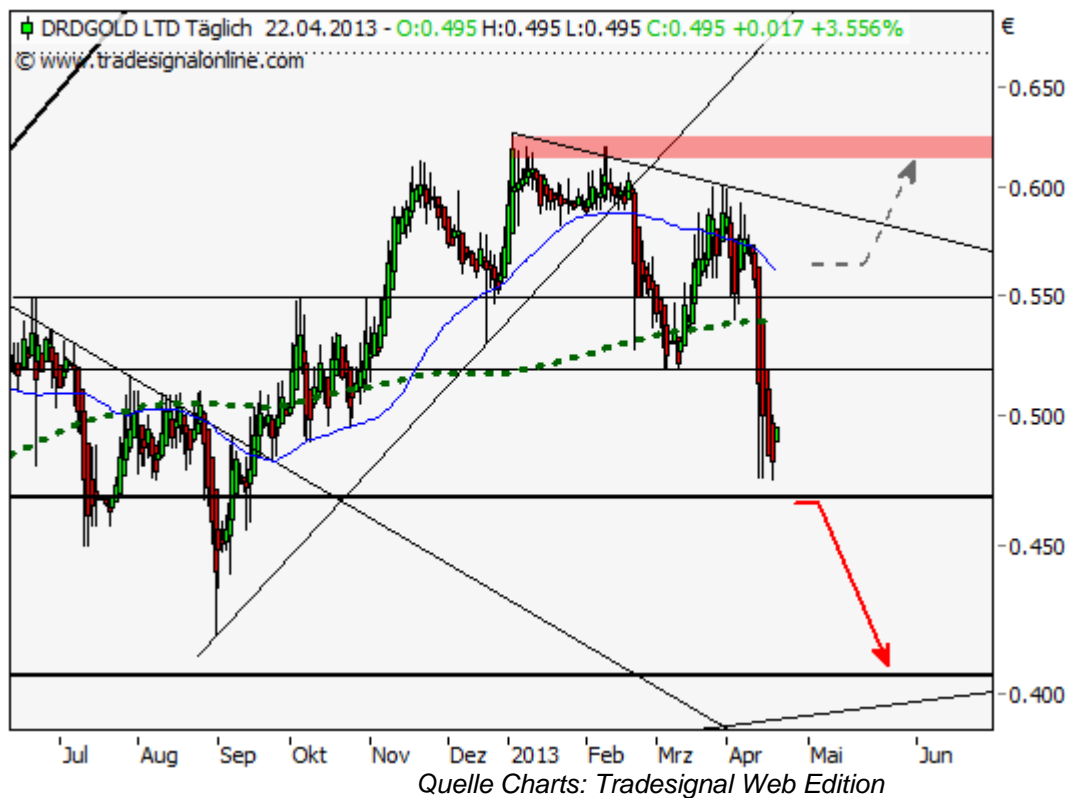 DRDGOLD LTD Täglich 22.04.2013 - O:0.495 H:0.495 L:0.495 C:0.495 +0.017 +3.556% €
© www.tradesignalonline.com
0.650
0.600
0.550
0.500
0.450
0.400
Jul Aug Sep Okt Nov Dez 2013 Feb Mrz Apr Mai Jun
Quelle Charts: Tradesignal Web Edition